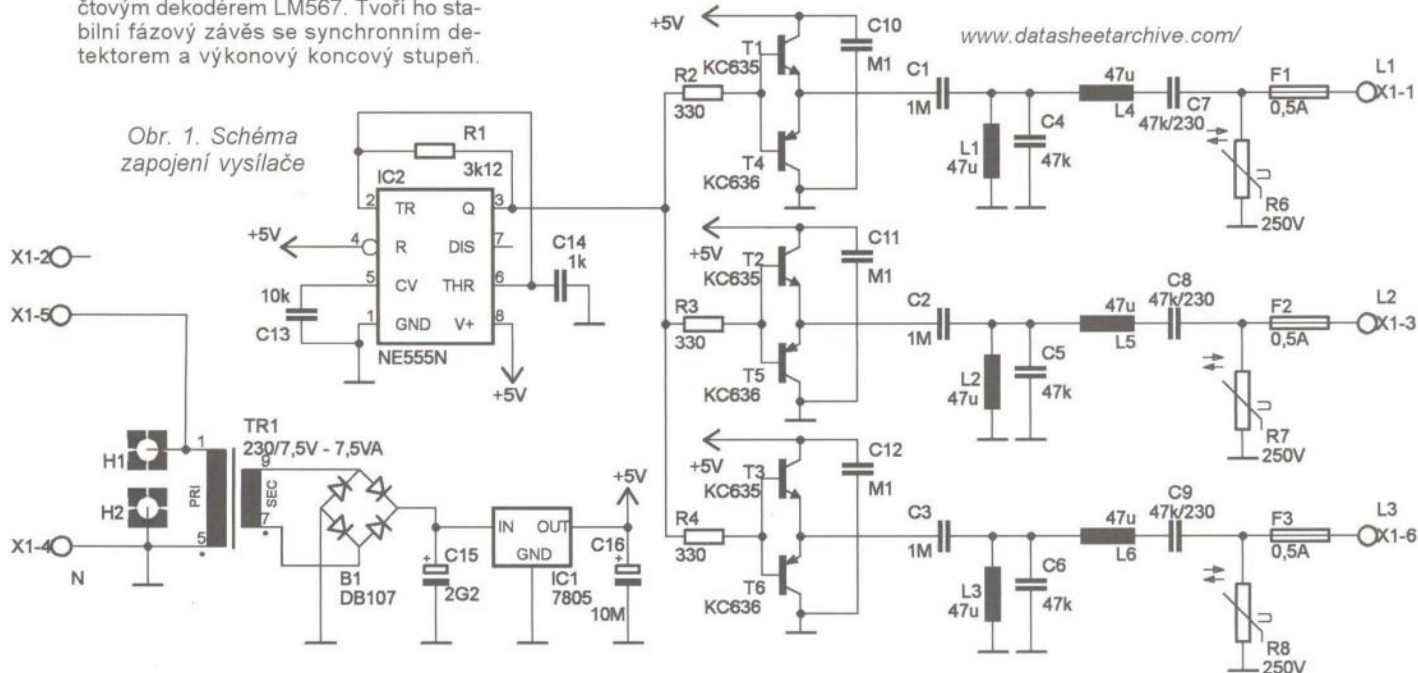 čtovým dekodérem LM567. Tvoří ho sta-
bilní fázový závěs se synchronním de-
tektorem a výkonový koncový stupeň.
www.datasheetarchive.com/
Obr. 1. Schéma
zapojení vysílače
R1
3k12
IC2
2
TR
Q
3
+5V
4
R
DIS
7
C14
1k
10k
5
CV
THR
6
C13
1
GND
V+
8
NE555N
+5V
X1-2
X1-5
H1
H2
X1-4
N
TR1
230/7,5V - 7,5VA
1
5
PRI
SEC
9
7
B1
DB107
+
C15
2G2
IN
OUT
GND
IC1
7805
+5V
C16
+
10M
+5V
T1
KC635
C10
M1
R2
330
T4
KC636
C1
1M
L1
47u
C4
47k
47u
L4
C7
47k/230
F1
0,5A
L1
X1-1
U
R6
250V
+5V
T2
KC635
C11
M1
R3
330
T5
KC636
C2
1M
L2
47u
C5
47k
47u
L5
C8
47k/230
F2
0,5A
L2
X1-3
U
R7
250V
+5V
T3
KC635
C12
M1
R4
330
T6
KC636
C3
1M
L3
47u
C6
47k
47u
L6
C9
47k/230
F3
0,5A
L3
X1-6
U
R8
250V